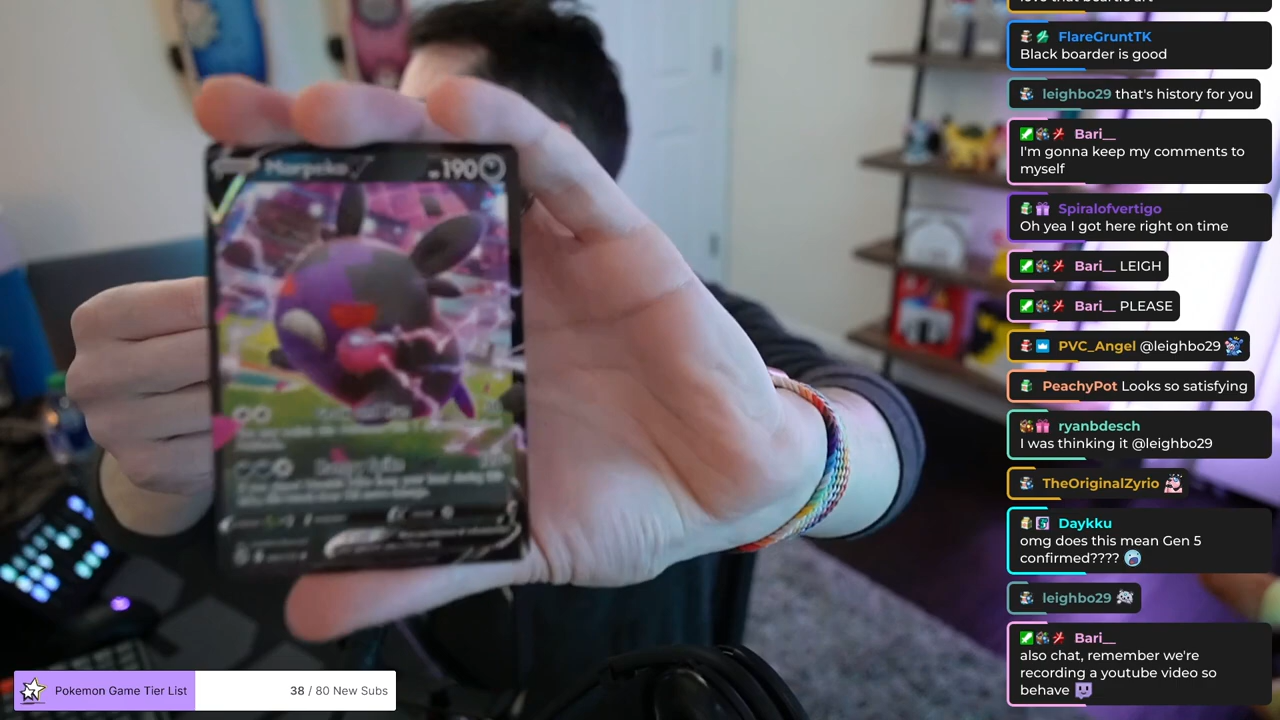 Morpeko V 190
FlareGruntTK
Black boarder is good
leighbo29 that's history for you
Bari__
I'm gonna keep my comments to
myself
Spiralofvertigo
Oh yea I got here right on time
Bari__ LEIGH
Bari__ PLEASE
PVC_Angel @leighbo29
PeachyPot Looks so satisfying
ryanbdesch
I was thinking it @leighbo29
TheOriginalZyrio
Daykku
omg does this mean Gen 5
confirmed????
leighbo29
Bari__
also chat, remember we're
recording a youtube video so
behave
Pokemon Game Tier List 38 / 80 New Subs